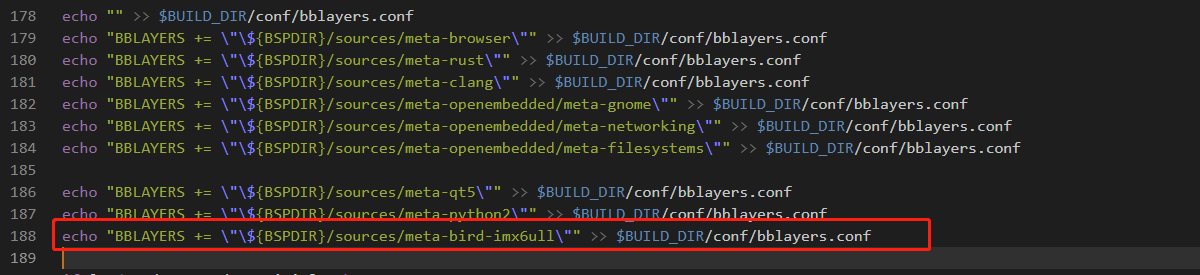 178 echo "" >> $BUILD_DIR/conf/bblayers.conf
179 echo "BBLAYERS += \"\${BSPDIR}/sources/meta-browser\"" >> $BUILD_DIR/conf/bblayers.conf
180 echo "BBLAYERS += \"\${BSPDIR}/sources/meta-rust\"" >> $BUILD_DIR/conf/bblayers.conf
181 echo "BBLAYERS += \"\${BSPDIR}/sources/meta-clang\"" >> $BUILD_DIR/conf/bblayers.conf
182 echo "BBLAYERS += \"\${BSPDIR}/sources/meta-openembedded/meta-gnome\"" >> $BUILD_DIR/conf/bblayers.conf
183 echo "BBLAYERS += \"\${BSPDIR}/sources/meta-openembedded/meta-networking\"" >> $BUILD_DIR/conf/bblayers.conf
184 echo "BBLAYERS += \"\${BSPDIR}/sources/meta-openembedded/meta-filesystems\"" >> $BUILD_DIR/conf/bblayers.conf
185
186 echo "BBLAYERS += \"\${BSPDIR}/sources/meta-qt5\"" >> $BUILD_DIR/conf/bblayers.conf
187 echo "BBLAYERS += \"\${BSPDIR}/sources/meta-python2\"" >> $BUILD_DIR/conf/bblayers.conf
188 echo "BBLAYERS += \"\${BSPDIR}/sources/meta-bird-imx6ull\"" >> $BUILD_DIR/conf/bblayers.conf
189